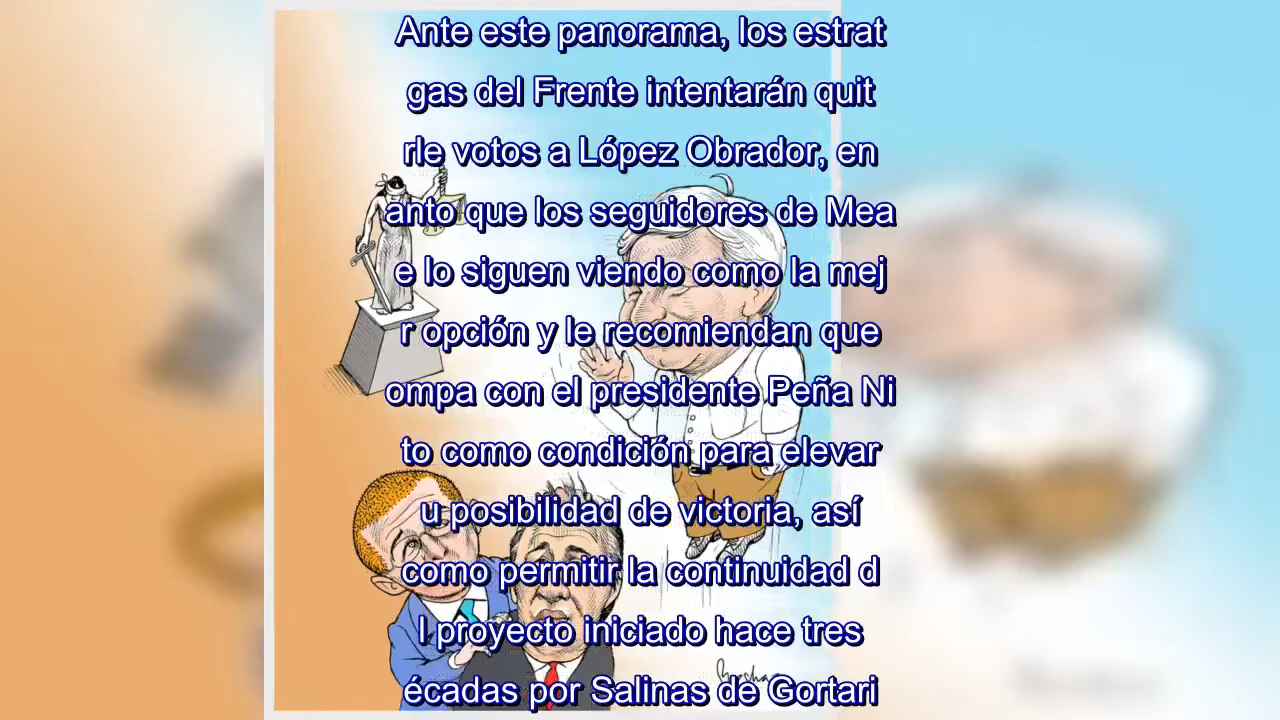 Ante este panorama, los estrat
gas del Frente intentarán quit
rle votos a López Obrador, en
anto que los seguidores de Mea
e lo siguen viendo como la mej
r opción y le recomiendan que
ompa con el presidente Peña Ni
to como condición para elevar
u posibilidad de victoria, así
como permitir la continuidad d
l proyecto iniciado hace tres
écadas por Salinas de Gortari